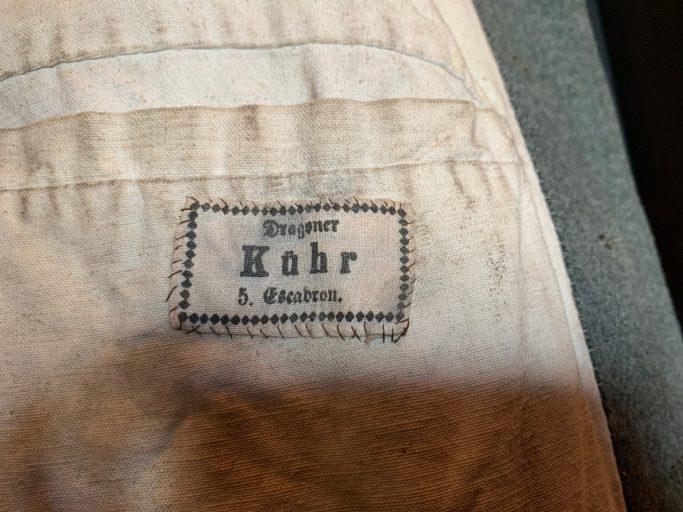 Dragoner
Kühr
5. Escadron.